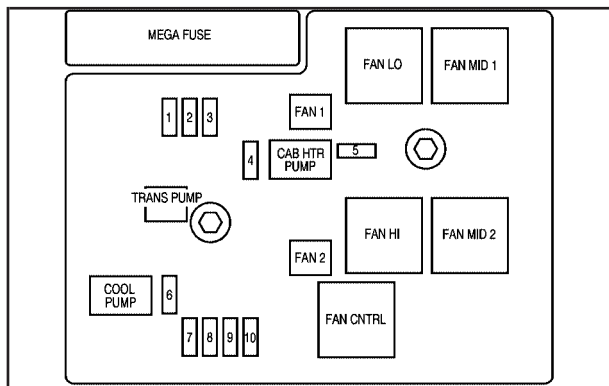 MEGA FUSE
FAN LO
FAN MID 1
1 2 3
FAN 1
4
CAB HTR
PUMP
5
TRANS PUMP
FAN HI
FAN MID 2
FAN 2
COOL
PUMP
6
FAN CNTRL
7 8 9 10